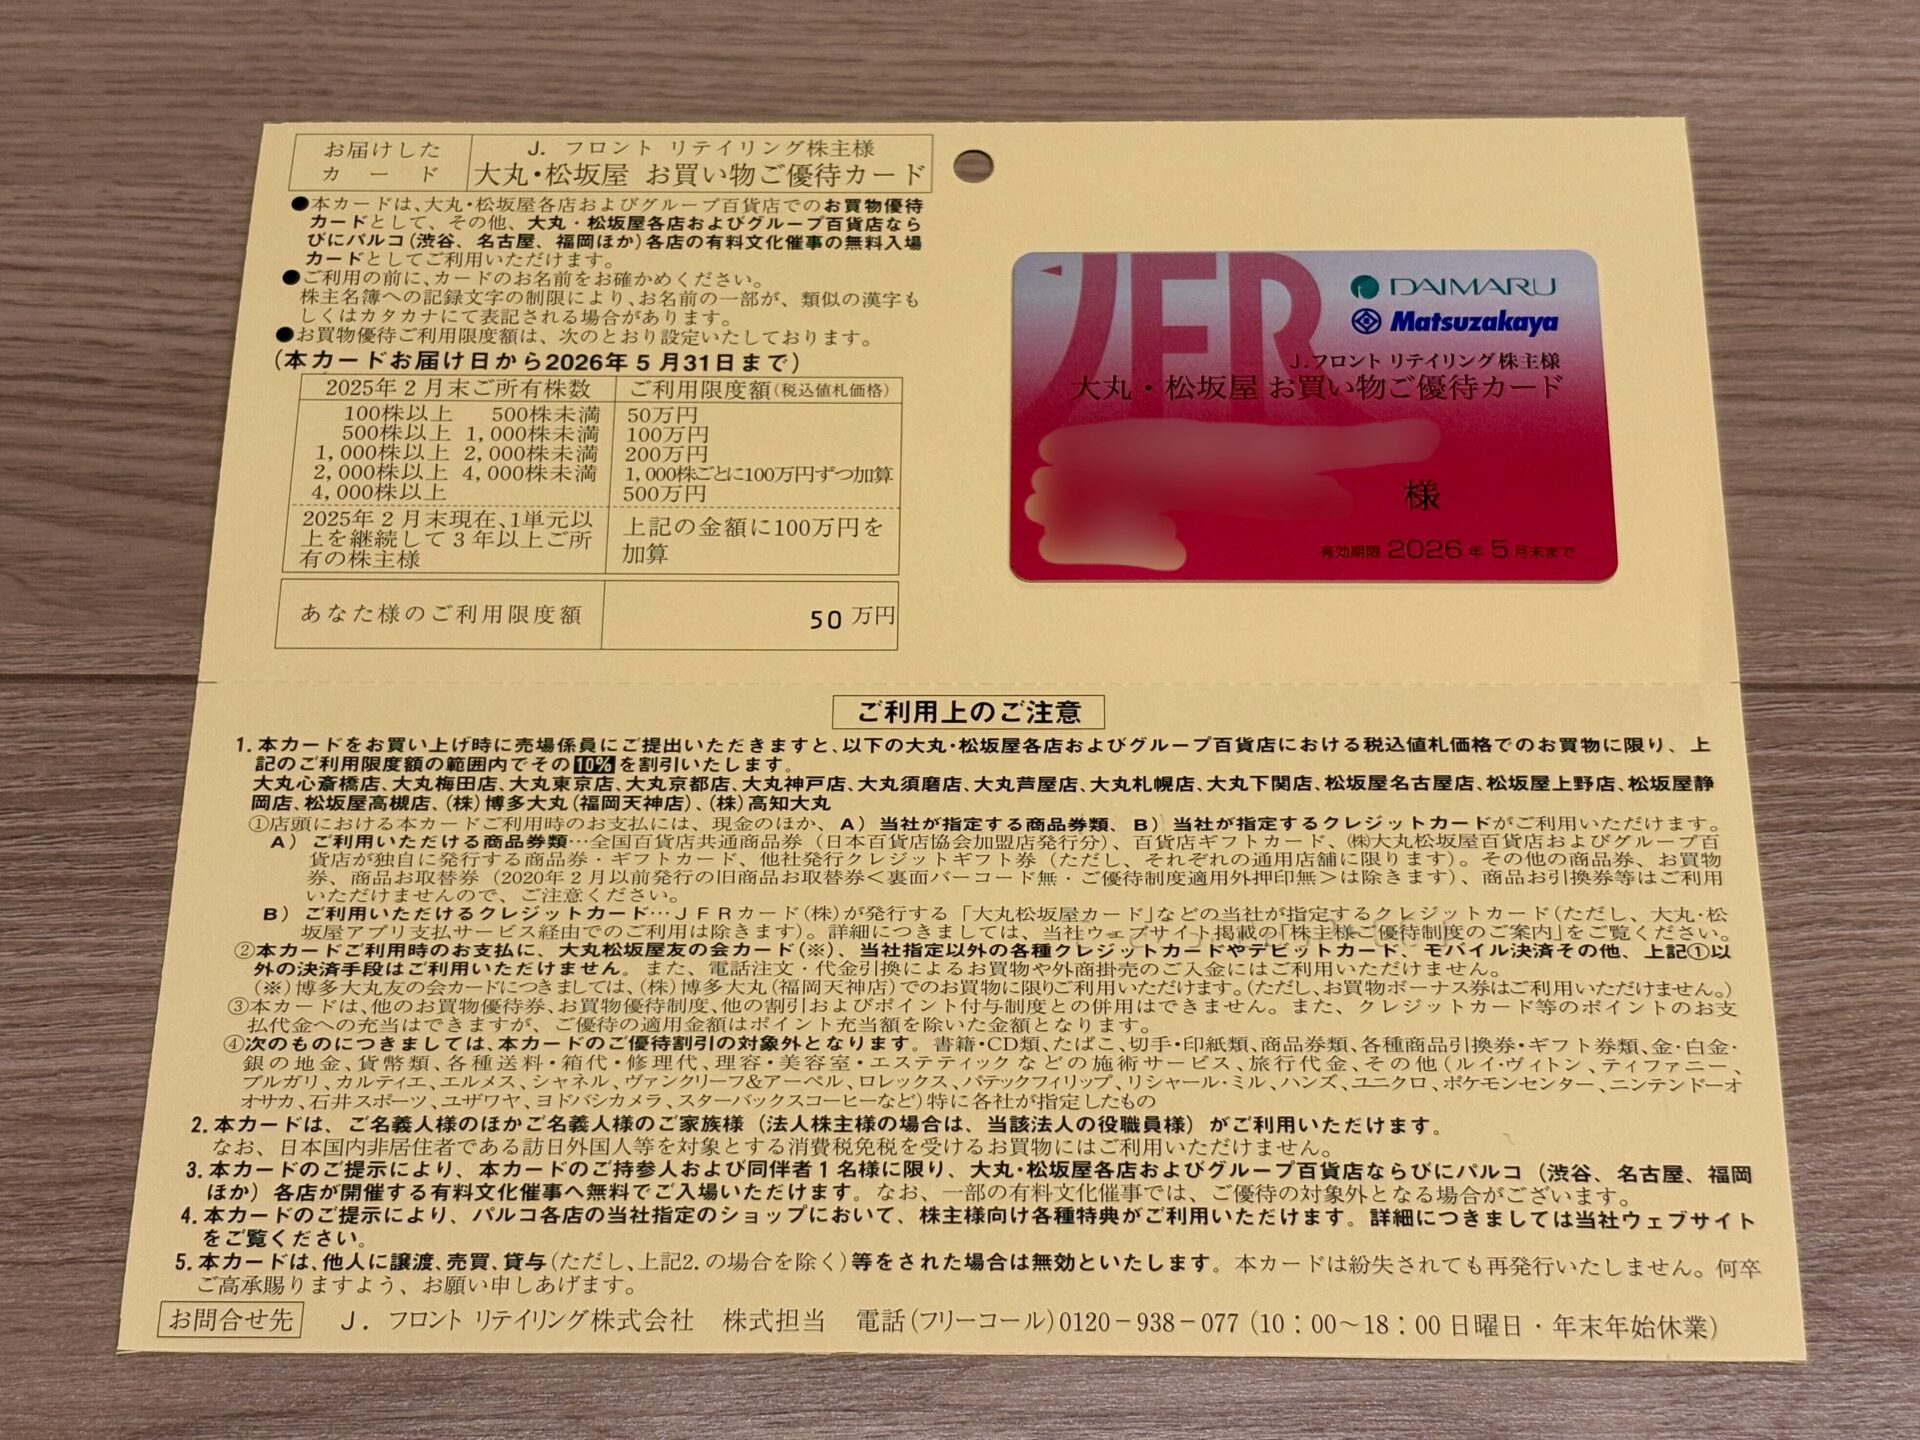 お届けした
カード
J. フロント リテイリング株主様
大丸・松坂屋 お買い物ご優待カード
●本カードは、大丸・松坂屋各店およびグループ百貨店でのお買物優待
カードとして、その他、大丸・松坂屋各店およびグループ百貨店なら
びにパルコ(渋谷、名古屋、福岡ほか)各店の有料文化催事の無料入場
カードとしてご利用いただけます。
●ご利用の前に、カードのお名前をお確かめください。
株主名簿への記録文字の制限により、お名前の一部が、類似の漢字も
しくはカタカナにて表記される場合があります。
●お買物優待ご利用限度額は、次のとおり設定いたしております。
(本カードお届け日から2026年5月31日まで)
2025年2月末ご所有株数 ご利用限度額(税込値札価格)
100株以上 500株未満 50万円
500株以上 1,000株未満 100万円
1,000株以上 2,000株未満 200万円
2,000株以上 4,000株未満 1,000株ごとに100万円ずつ加算
4,000株以上 500万円
2025年2月末現在、1単元以
上を継続して3年以上ご所
有の株主様
上記の金額に100万円を
加算
あなた様のご利用限度額 50 万円
JFR
DAIMARU
Matsuzakaya
J.フロント リテイリング株主様
大丸・松坂屋 お買い物ご優待カード
様
有効期限 2026年5月末まで
ご利用上のご注意
1.本カードをお買い上げ時に売場係員にご提出いただきますと、以下の大丸・松坂屋各店およびグループ百貨店における税込値札価格でのお買物に限り、上
記のご利用限度額の範囲内でその10%を割引いたします。
大丸心斎橋店、大丸梅田店、大丸東京店、大丸京都店、大丸神戸店、大丸須磨店、大丸芦屋店、大丸札幌店、大丸下関店、松坂屋名古屋店、松坂屋上野店、松坂屋静
岡店、松坂屋高槻店、(株)博多大丸(福岡天神店)、(株)高知大丸
①店頭における本カードご利用時のお支払には、現金のほか、A)当社が指定する商品券類、B)当社が指定するクレジットカードがご利用いただけます。
A)ご利用いただける商品券類…全国百貨店共通商品券(日本百貨店協会加盟店発行分)、百貨店ギフトカード、㈱大丸松坂屋百貨店およびグループ百
貨店が独自に発行する商品券・ギフトカード、他社発行クレジットギフト券(ただし、それぞれの通用店舗に限ります)。その他の商品券、お買物
券、商品お取替券(2020年2月以前発行の旧商品お取替券<裏面バーコード無・ご優待制度適用外押印無>は除きます)、商品お引換券等はご利用
いただけませんので、ご注意ください。
B)ご利用いただけるクレジットカード…JFRカード(株)が発行する「大丸松坂屋カード」などの当社が指定するクレジットカード(ただし、大丸・松
坂屋アプリ支払サービス経由でのご利用は除きます)。詳細につきましては、当社ウェブサイト掲載の「株主様ご優待制度のご案内」をご覧ください。
②本カードご利用時のお支払に、大丸松坂屋友の会カード(※)、当社指定以外の各種クレジットカードやデビットカード、モバイル決済その他、上記①以
外の決済手段はご利用いただけません。また、電話注文・代金引換によるお買物や外商掛売のご入金にはご利用いただけません。
(※)博多大丸友の会カードにつきましては、(株)博多大丸(福岡天神店)でのお買物に限りご利用いただけます。(ただし、お買物ボーナス券はご利用いただけません。)
③本カードは、他のお買物優待券、お買物優待制度、他の割引およびポイント付与制度との併用はできません。また、クレジットカード等のポイントのお支
払代金への充当はできますが、ご優待の適用金額はポイント充当額を除いた金額となります。
④次のものにつきましては、本カードのご優待割引の対象外となります。書籍・CD類、たばこ、切手・印紙類、商品券類、各種商品引換券・ギフト券類、金・白金・
銀の地金、貨幣類、各種送料・箱代・修理代、理容・美容室・エステティックなどの施術サービス、旅行代金、その他(ルイ・ヴィトン、ティファニー、
ブルガリ、カルティエ、エルメス、シャネル、ヴァンクリーフ&アーペル、ロレックス、パテックフィリップ、リシャール・ミル、ハンズ、ユニクロ、ポケモンセンター、ニンテンドーオ
オサカ、石井スポーツ、ユザワヤ、ヨドバシカメラ、スターバックスコーヒーなど)特に各社が指定したもの
2.本カードは、ご名義人様のほかご名義人様のご家族様(法人株主様の場合は、当該法人の役職員様)がご利用いただけます。
なお、日本国内非居住者である訪日外国人等を対象とする消費税免税を受けるお買物にはご利用いただけません。
3.本カードのご提示により、本カードのご持参人および同伴者1名様に限り、大丸・松坂屋各店およびグループ百貨店ならびにパルコ(渋谷、名古屋、福岡
ほか)各店が開催する有料文化催事へ無料でご入場いただけます。なお、一部の有料文化催事では、ご優待の対象外となる場合がございます。
4.本カードのご提示により、パルコ各店の当社指定のショップにおいて、株主様向け各種特典がご利用いただけます。詳細につきましては当社ウェブサイト
をご覧ください。
5.本カードは、他人に譲渡、売買、貸与(ただし、上記2.の場合を除く)等をされた場合は無効といたします。本カードは紛失されても再発行いたしません。何卒
ご高承賜りますよう、お願い申しあげます。
お問合せ先 J. フロント リテイリング株式会社 株式担当 電話(フリーコール)0120-938-077(10:00~18:00 日曜日・年末年始休業)